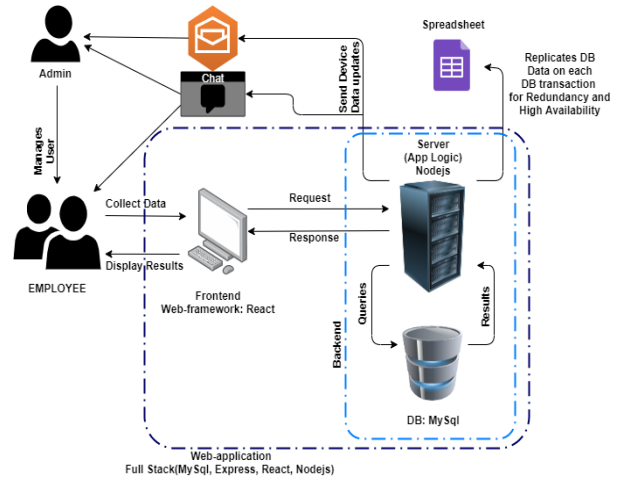 Spreadsheet
Admin
Chat
Send Device
Data updates
Replicates DB
Data on each
DB transaction
for Redundancy and
High Availability
Manages
User
Server
(App Logic)
Nodejs
Collect Data
Request
Response
Display Results
EMPLOYEE
Frontend
Web-framework: React
Queries
Results
Backend
DB: MySql
Web-application
Full Stack(MySql, Express, React, Nodejs)